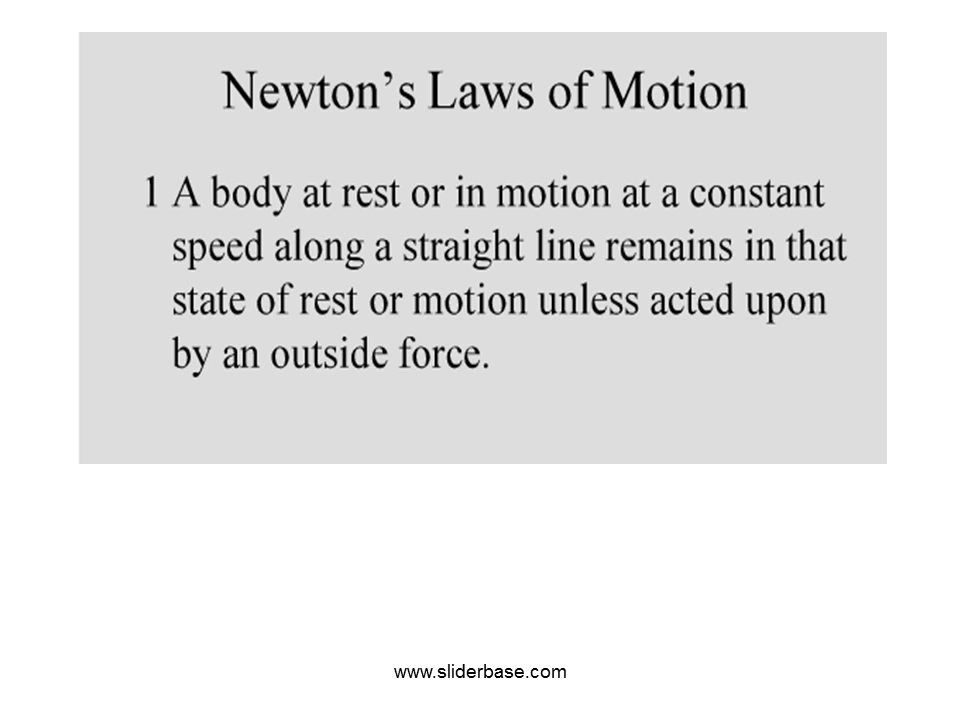 Newton’s Laws of Motion
1 A body at rest or in motion at a constant
speed along a straight line remains in that
state of rest or motion unless acted upon
by an outside force.
www.sliderbase.com